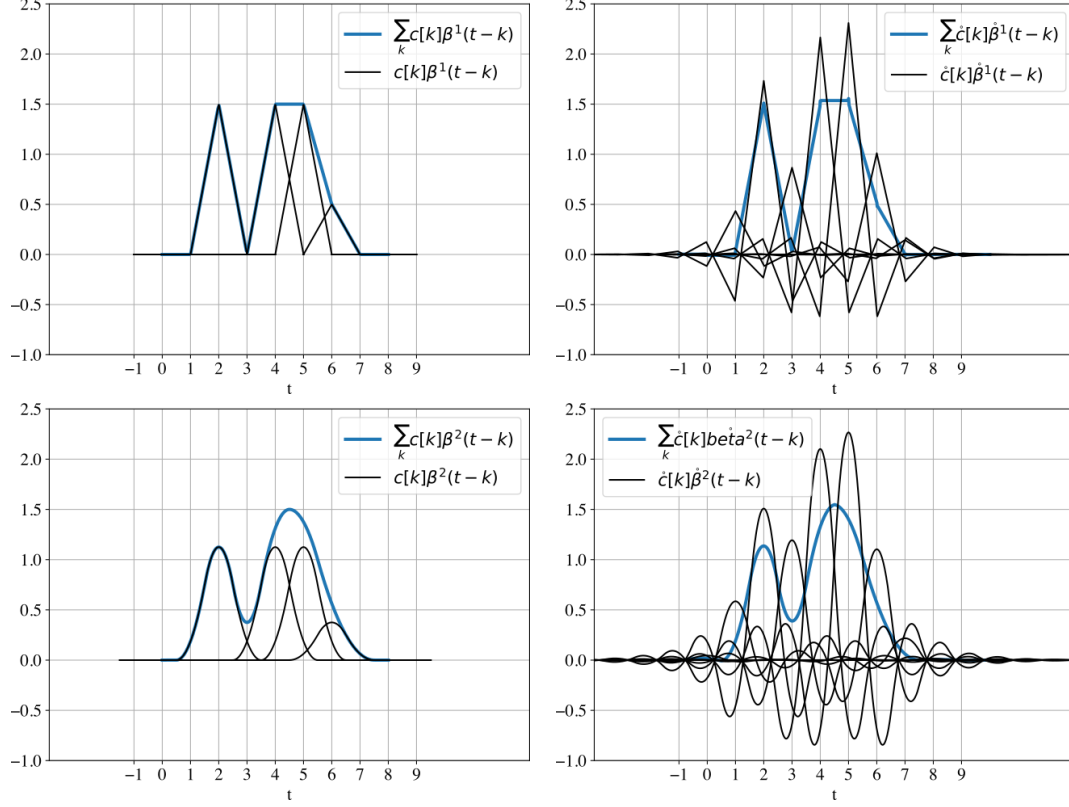 2.5
2.0
1.5
1.0
0.5
0.0
−0.5
−1.0
−1 0 1 2 3 4 5 6 7 8 9
t
∑ₖ c[k]β¹(t − k)
c[k]β¹(t − k)
2.5
2.0
1.5
1.0
0.5
0.0
−0.5
−1.0
−1 0 1 2 3 4 5 6 7 8 9
t
∑ₖ c̊[k]β̊¹(t − k)
c̊[k]β̊¹(t − k)
2.5
2.0
1.5
1.0
0.5
0.0
−0.5
−1.0
−1 0 1 2 3 4 5 6 7 8 9
t
∑ₖ c[k]β²(t − k)
c[k]β²(t − k)
2.5
2.0
1.5
1.0
0.5
0.0
−0.5
−1.0
−1 0 1 2 3 4 5 6 7 8 9
t
∑ₖ c̊[k]bet̊a²(t − k)
c̊[k]β̊²(t − k)